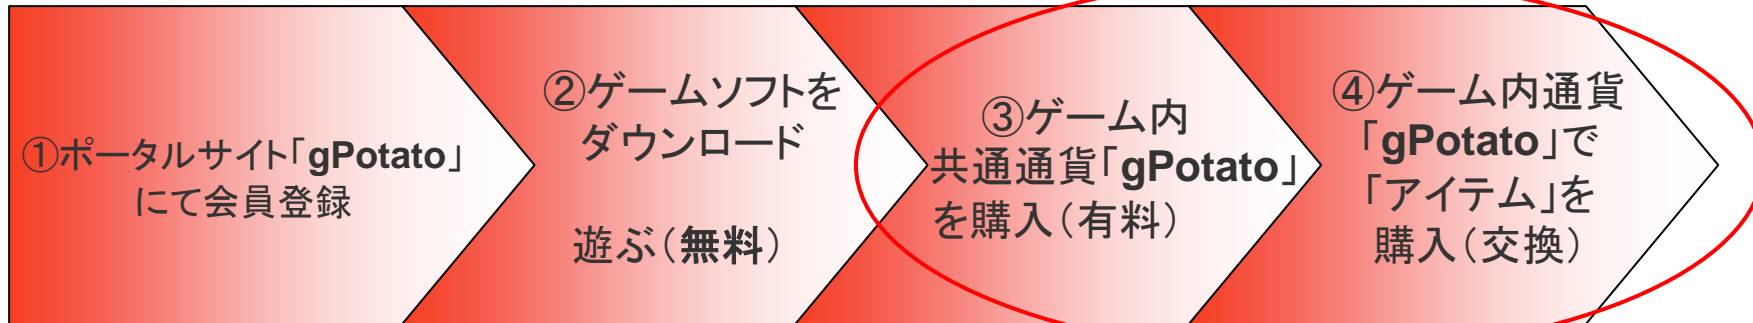 ①ポータルサイト「gPotato」
にて会員登録
②ゲームソフトを
ダウンロード
遊ぶ（無料）
③ゲーム内
共通通貨「gPotato」
を購入（有料）
④ゲーム内通貨
「gPotato」で
「アイテム」を
購入（交換）